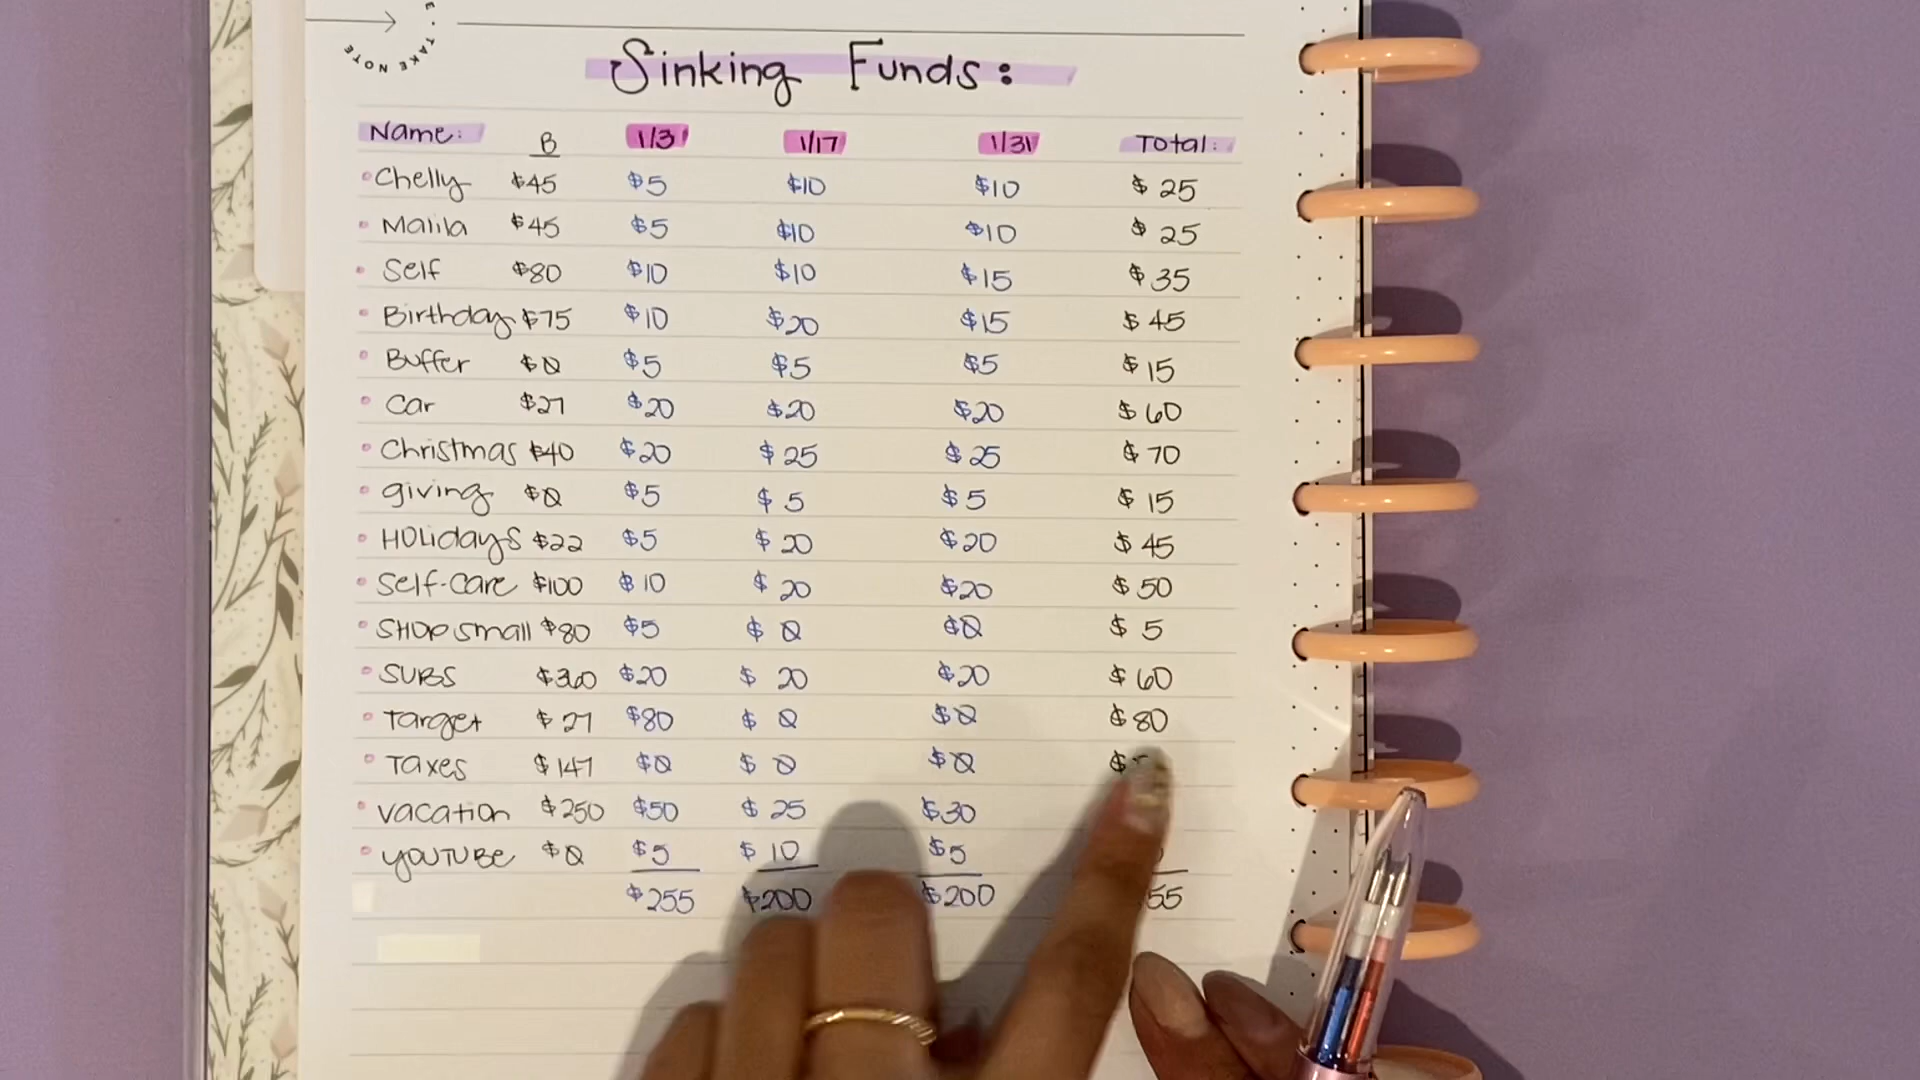 TAKE NOTE
Sinking Funds:
Name: B 1/3 1/17 1/31 Total:
Chelly $45 $5 $10 $10 $25
Malila $45 $5 $10 $10 $25
Self $80 $10 $10 $15 $35
Birthday $75 $10 $20 $15 $45
Buffer $0 $5 $5 $5 $15
Car $27 $20 $20 $20 $60
Christmas $40 $20 $25 $25 $70
giving $0 $5 $5 $5 $15
Holidays $22 $5 $20 $20 $45
Self-care $100 $10 $20 $20 $50
SHOP small $80 $5 $0 $0 $5
SUBS $360 $20 $20 $20 $60
Target $27 $80 $0 $0 $80
Taxes $147 $0 $0 $0 $
vacation $250 $50 $25 $30
YOUTUBE $0 $5 $10 $5
$255 $200 $200 55